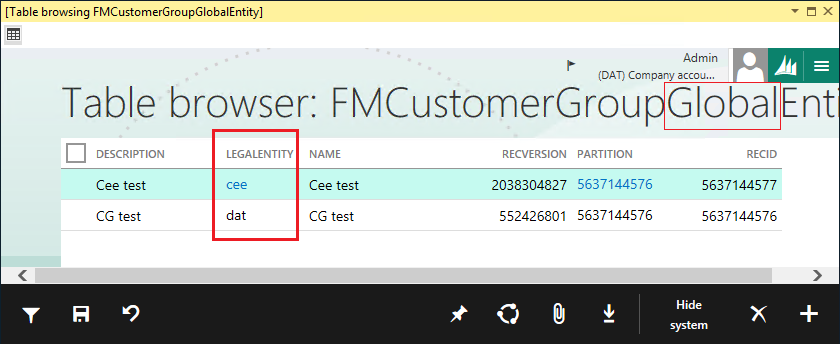 [Table browsing FMCustomerGroupGlobalEntity]
Admin
(DAT) Company accou...
Table browser: FMCustomerGroupGlobalEnti
DESCRIPTION LEGALENTITY NAME RECVERSION PARTITION RECID
Cee test cee Cee test 2038304827 5637144576 5637144577
CG test dat CG test 552426801 5637144576 5637144576
Hide
system